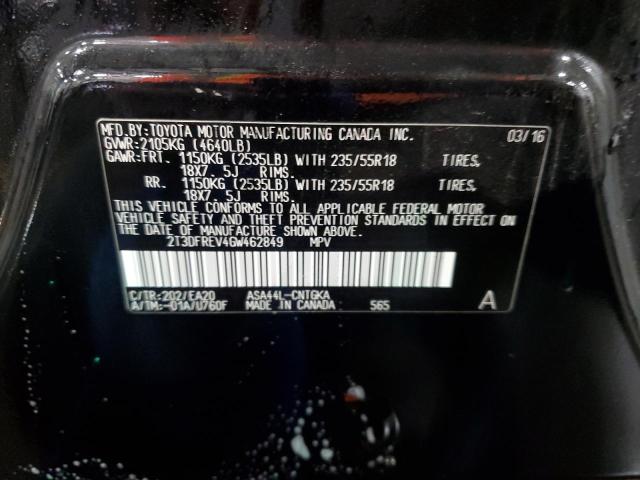 MFD.BY:TOYOTA MOTOR MANUFACTURING CANADA INC. 03/16
GVWR:2105KG (4640LB)
GAWR:FRT. 1150KG (2535LB) WITH 235/55R18 TIRES,
18X7. 5J RIMS.
RR. 1150KG (2535LB) WITH 235/55R18 TIRES,
18X7. 5J RIMS.
THIS VEHICLE CONFORMS TO ALL APPLICABLE FEDERAL MOTOR
VEHICLE SAFETY AND THEFT PREVENTION STANDARDS IN EFFECT ON
THE DATE OF MANUFACTURE SHOWN ABOVE.
2T3DFREV4GW462849 MPV
C/TR:202/EA20 ASA44L-CNTGKA
A/TM:-01A/U760F MADE IN CANADA 565 A